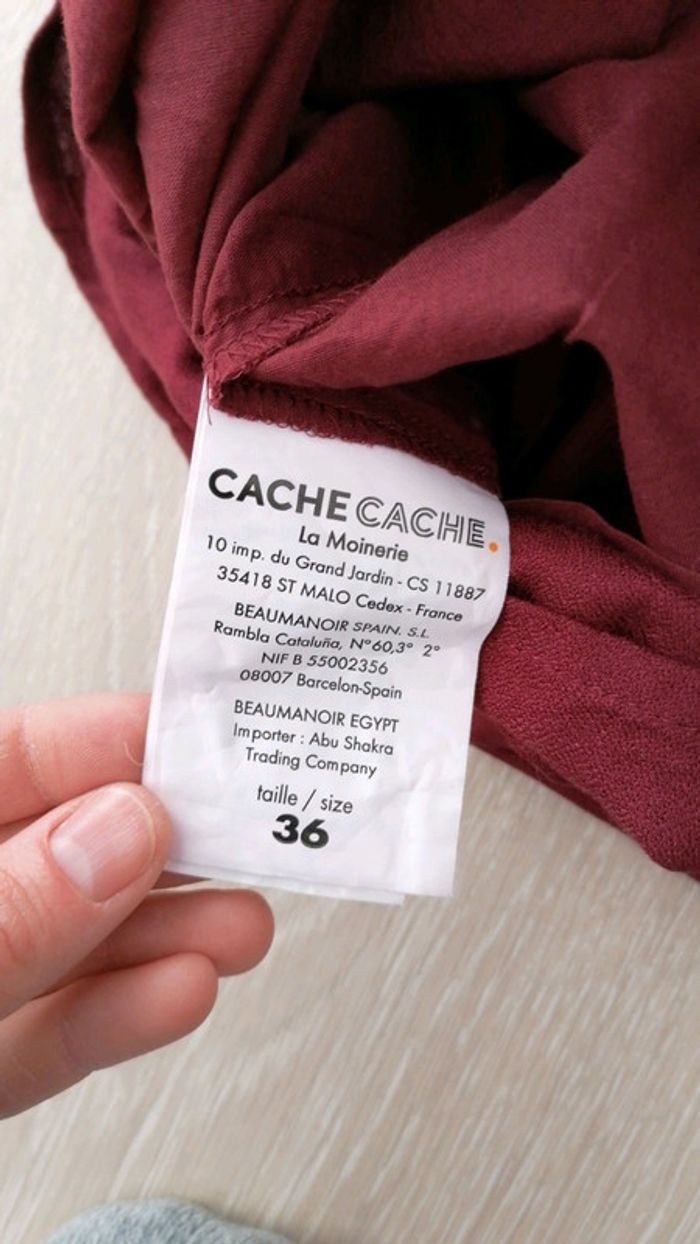 CACHE CACHE.
La Moinerie
10 imp. du Grand Jardin - CS 11887
35418 ST MALO Cedex - France
BEAUMANOIR SPAIN. S.L.
Rambla Cataluña, N°60,3° 2°
NIF B 55002356
08007 Barcelon-Spain
BEAUMANOIR EGYPT
Importer : Abu Shakra
Trading Company
taille / size
36